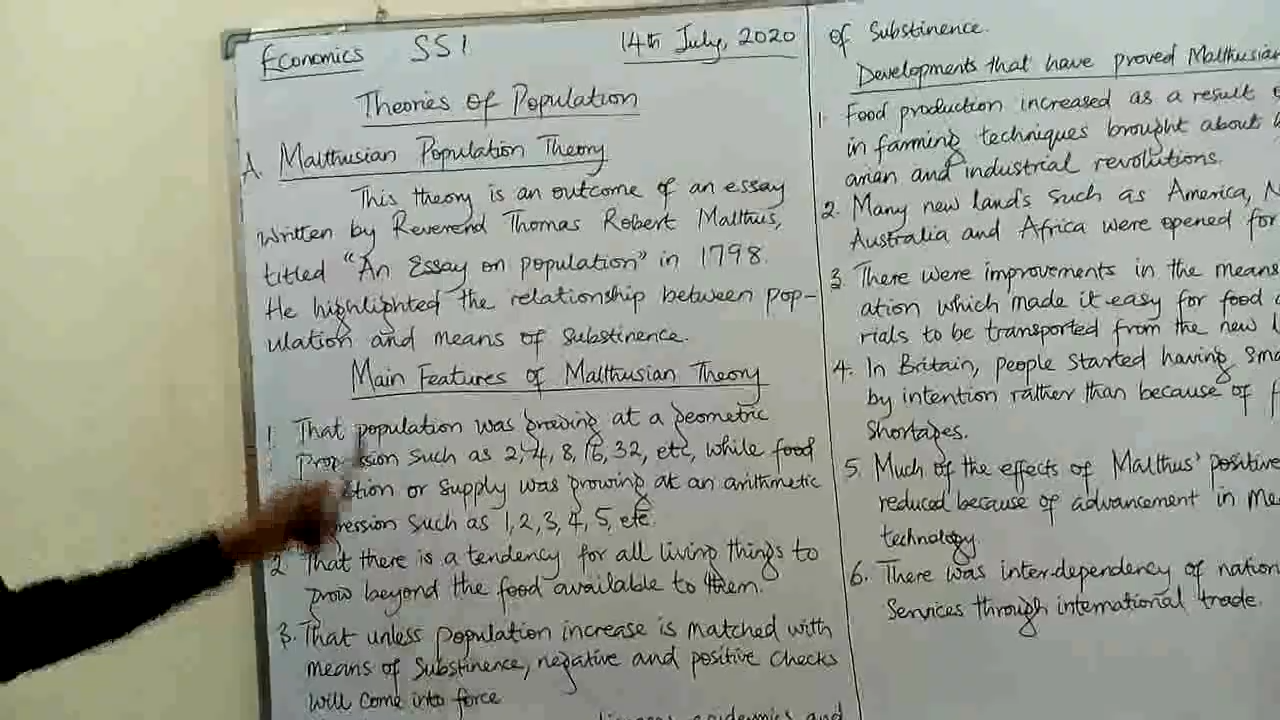 Economics SS1 14th July, 2020
Theories of Population
A. Malthusian Population Theory
This theory is an outcome of an essay
written by Reverend Thomas Robert Malthus,
titled "An Essay on population" in 1798.
He highlighted the relationship between pop-
ulation and means of substinence.
Main Features of Malthusian Theory
1. That population was growing at a geometric
such as 2, 4, 8, 16, 32, etc, while food
or supply was growing at an arithmetic
such as 1, 2, 3, 4, 5, etc.
2 That there is a tendency for all living things to
grow beyond the food available to them.
3. That unless population increase is matched with
means of substinence, negative and positive checks
will come into force
epidemics and
of Substinence.
Developments that have proved Malthusian
1. Food production increased as a result
in farming techniques brought about
arian and industrial revolutions.
2. Many new lands such as America,
Australia and Africa were opened for
3. There were improvements in the means
ation which made it easy for food
rials to be transported from the new
4. In Britain, people started having
by intention rather than because of
shortages.
5. Much of the effects of Malthus' positive
reduced because of advancement in
technology.
6. There was inter-dependency of nation
Services through international trade.